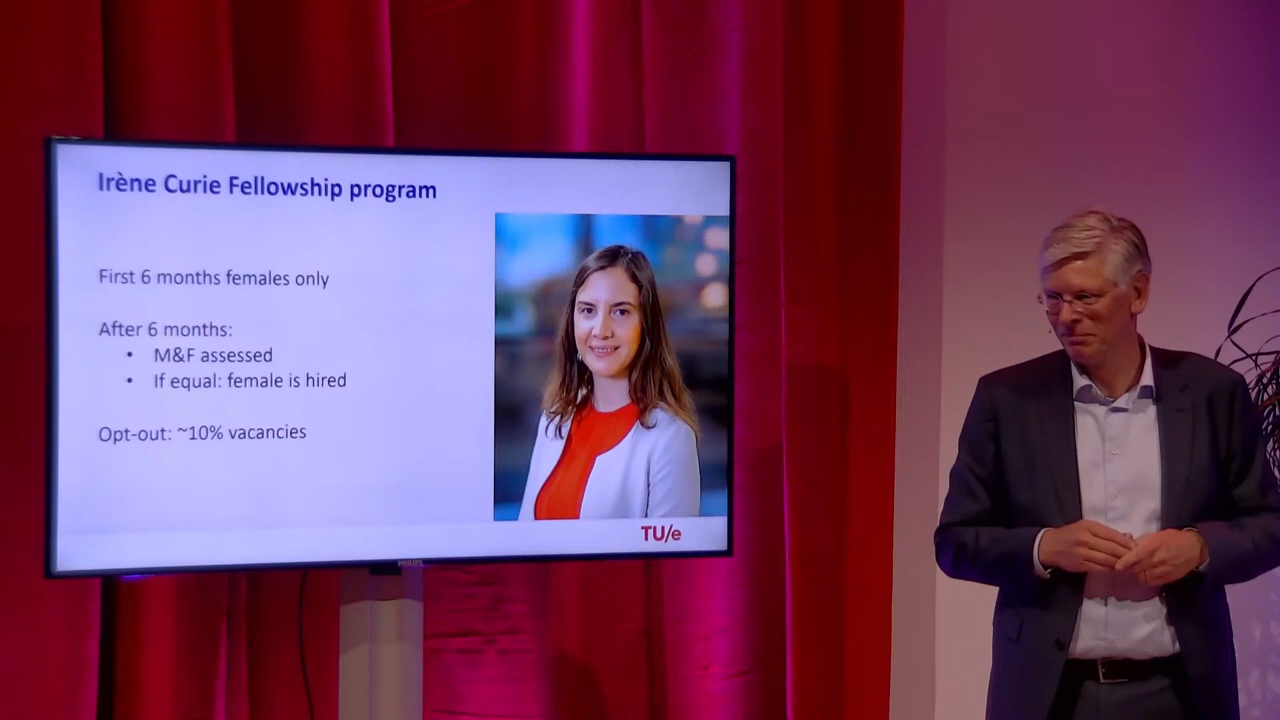 Irène Curie Fellowship program
First 6 months females only
After 6 months:
• M&F assessed
• If equal: female is hired
Opt-out: ~10% vacancies
TU/e
PHILIPS